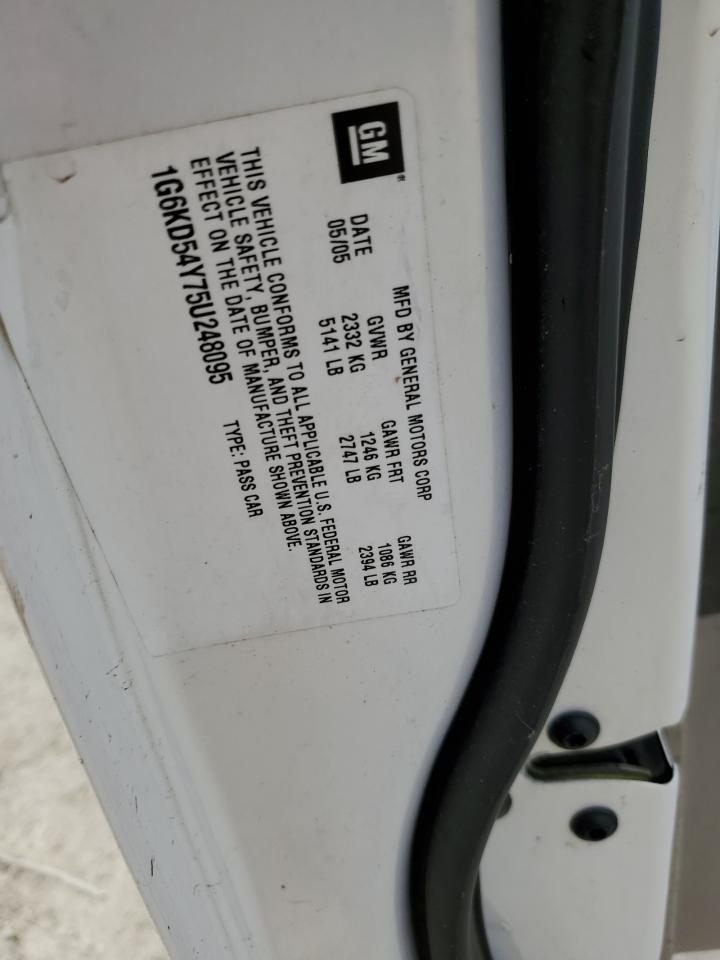 GM®
MFD BY GENERAL MOTORS CORP
DATE GVWR GAWR FRT GAWR RR
05/05 2332 KG 1246 KG 1086 KG
5141 LB 2747 LB 2394 LB
THIS VEHICLE CONFORMS TO ALL APPLICABLE U.S. FEDERAL MOTOR
VEHICLE SAFETY, BUMPER, AND THEFT PREVENTION STANDARDS IN
EFFECT ON THE DATE OF MANUFACTURE SHOWN ABOVE.
1G6KD54Y75U248095 TYPE: PASS CAR